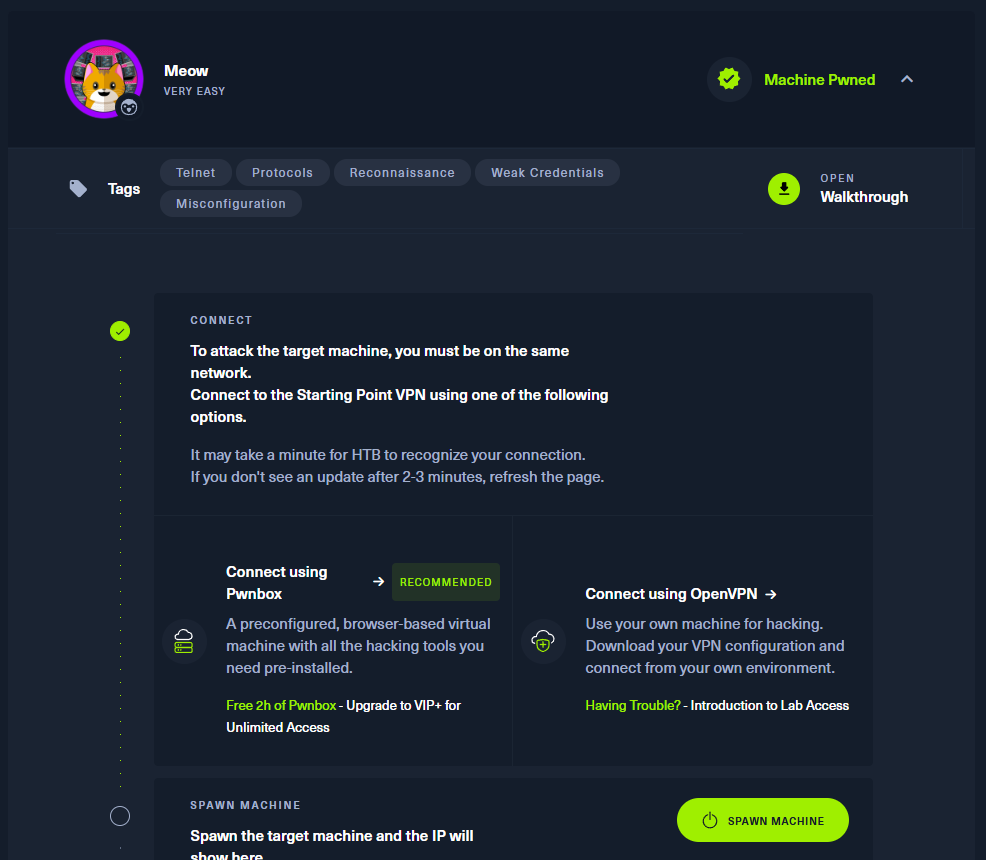 Meow
VERY EASY
Machine Pwned
Tags
Telnet
Protocols
Reconnaissance
Weak Credentials
Misconfiguration
OPEN
Walkthrough
CONNECT
To attack the target machine, you must be on the same
network.
Connect to the Starting Point VPN using one of the following
options.
It may take a minute for HTB to recognize your connection.
If you don't see an update after 2-3 minutes, refresh the page.
Connect using
Pwnbox
RECOMMENDED
A preconfigured, browser-based virtual
machine with all the hacking tools you
need pre-installed.
Free 2h of Pwnbox - Upgrade to VIP+ for
Unlimited Access
Connect using OpenVPN
Use your own machine for hacking.
Download your VPN configuration and
connect from your own environment.
Having Trouble? - Introduction to Lab Access
SPAWN MACHINE
Spawn the target machine and the IP will
show here
SPAWN MACHINE